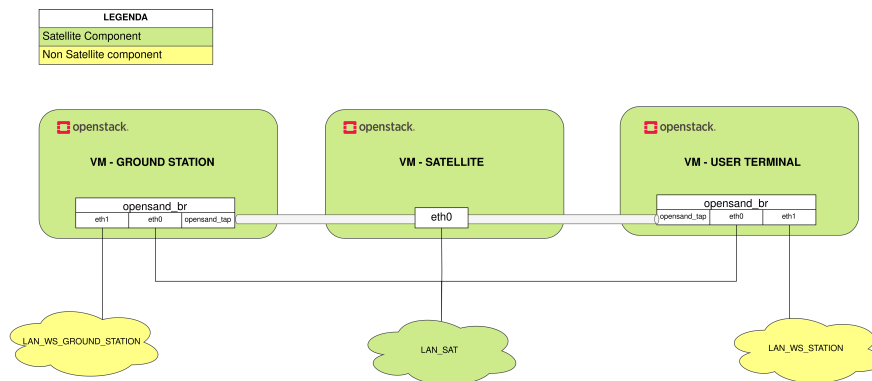 LEGENDA
Satellite Component
Non Satellite component
openstack.
openstack.
openstack.
VM - GROUND STATION
VM - SATELLITE
VM - USER TERMINAL
opensand_br
eth1 eth0 opensand_tap
eth0
opensand_br
opensand_tap eth0 eth1
LAN_WS_GROUND_STATION
LAN_SAT
LAN_WS_STATION